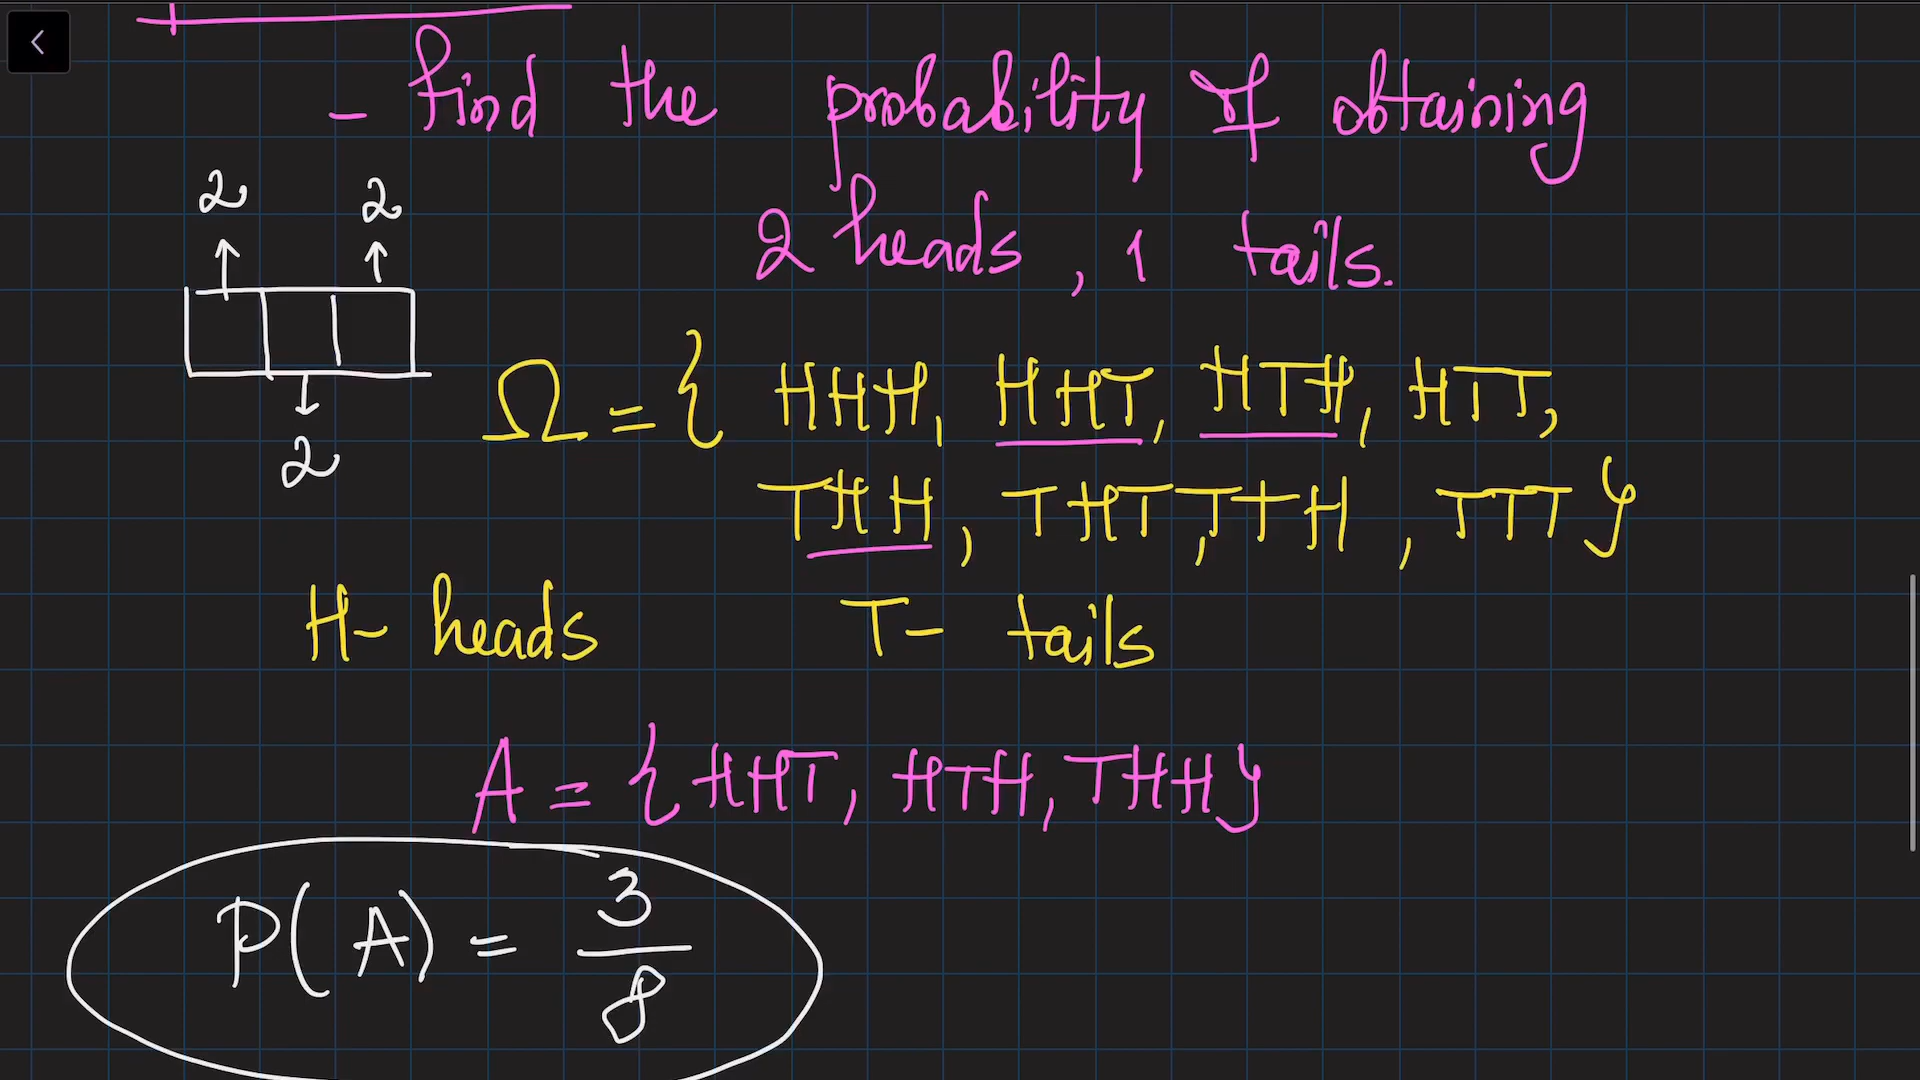 - find the probability of obtaining
2 heads, 1 tails.
2 2
2
Ω = { HHH, HHT, HTH, HTT,
THH, THT, TTH, TTT }
H- heads T- tails
A = { HHT, HTH, THH }
P(A) = 3/8